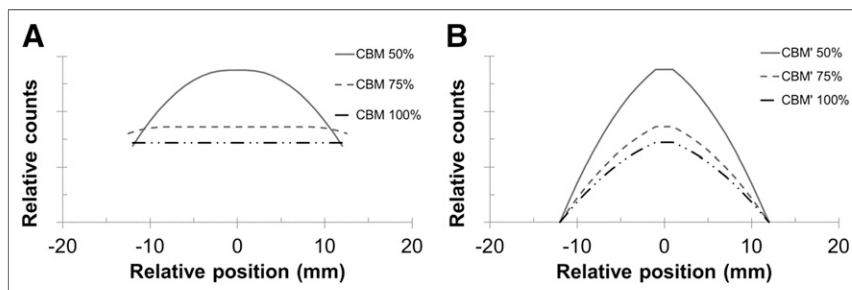 A
CBM 50%
CBM 75%
CBM 100%
Relative counts
-20 -10 0 10 20
Relative position (mm)
B
CBM' 50%
CBM' 75%
CBM' 100%
Relative counts
-20 -10 0 10 20
Relative position (mm)